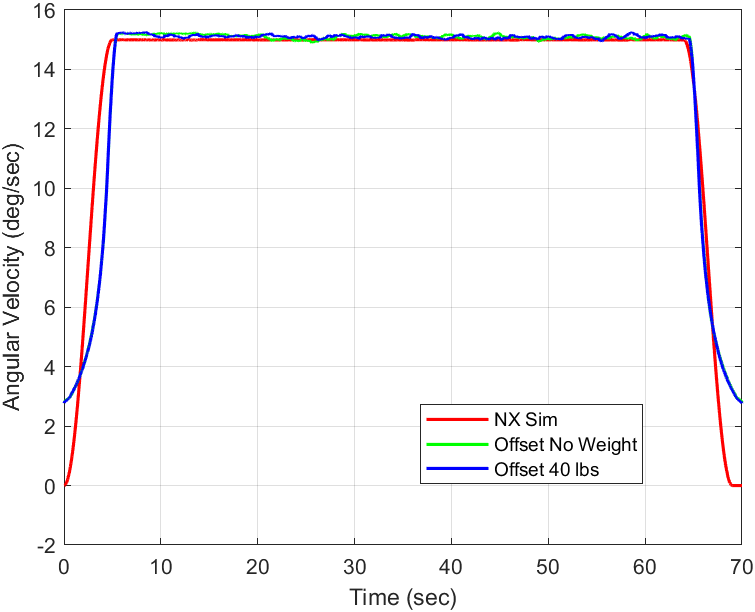 16
14
12
10
8
6
4
2
0
-2
Angular Velocity (deg/sec)
NX Sim
Offset No Weight
Offset 40 lbs
0 10 20 30 40 50 60 70
Time (sec)